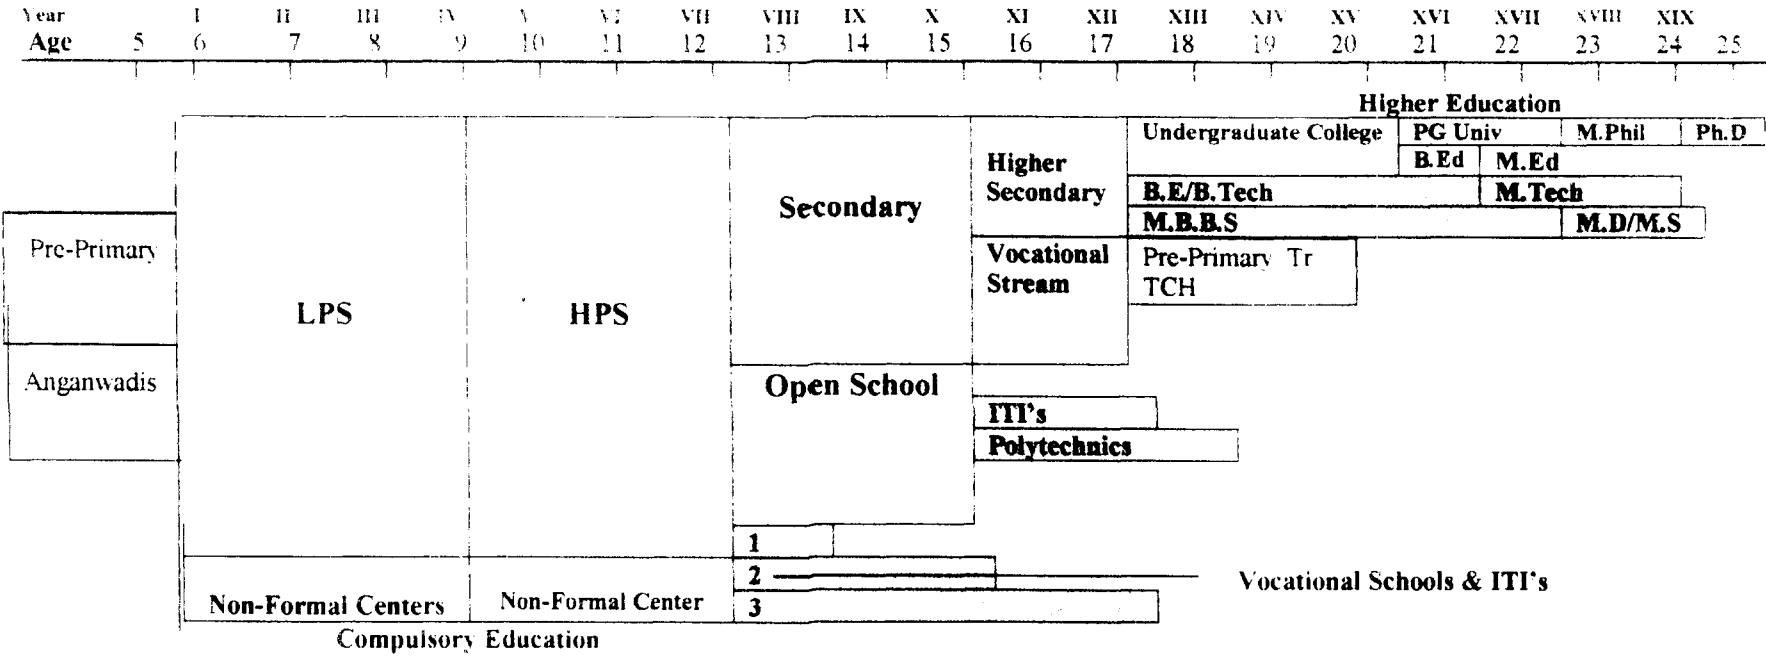 Year I II III IV V VI VII VIII IX X XI XII XIII XIV XV XVI XVII XVIII XIX
Age 5 6 7 8 9 10 11 12 13 14 15 16 17 18 19 20 21 22 23 24 25
Higher Education
Undergraduate College PG Univ M.Phil Ph.D
B.Ed M.Ed
Higher
Secondary
B.E/B.Tech M.Tech
M.B.B.S M.D/M.S
Secondary
Pre-Primary
Vocational
Stream
Pre-Primary Tr
TCH
LPS
HPS
Anganwadis
Open School
ITI's
Polytechnics
1
2
Vocational Schools & ITI's
3
Non-Formal Centers
Non-Formal Center
Compulsory Education